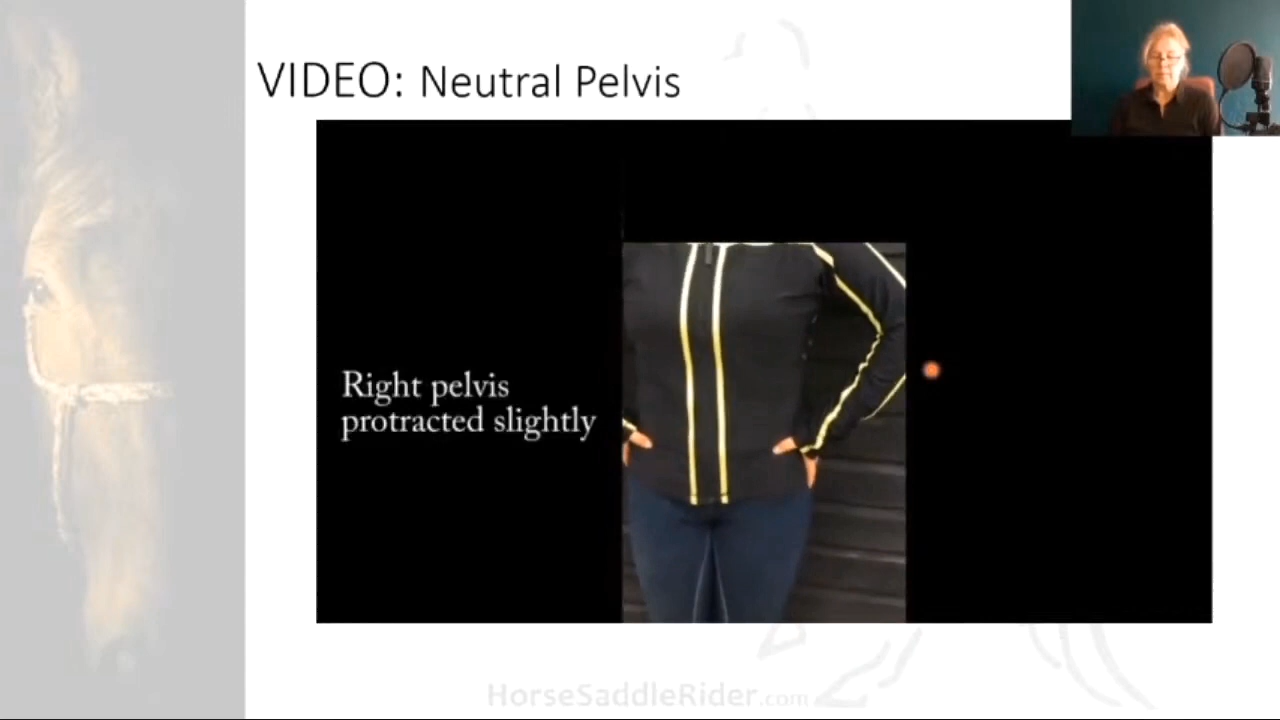 VIDEO: Neutral Pelvis
Right pelvis
protracted slightly
HorseSaddleRider.com